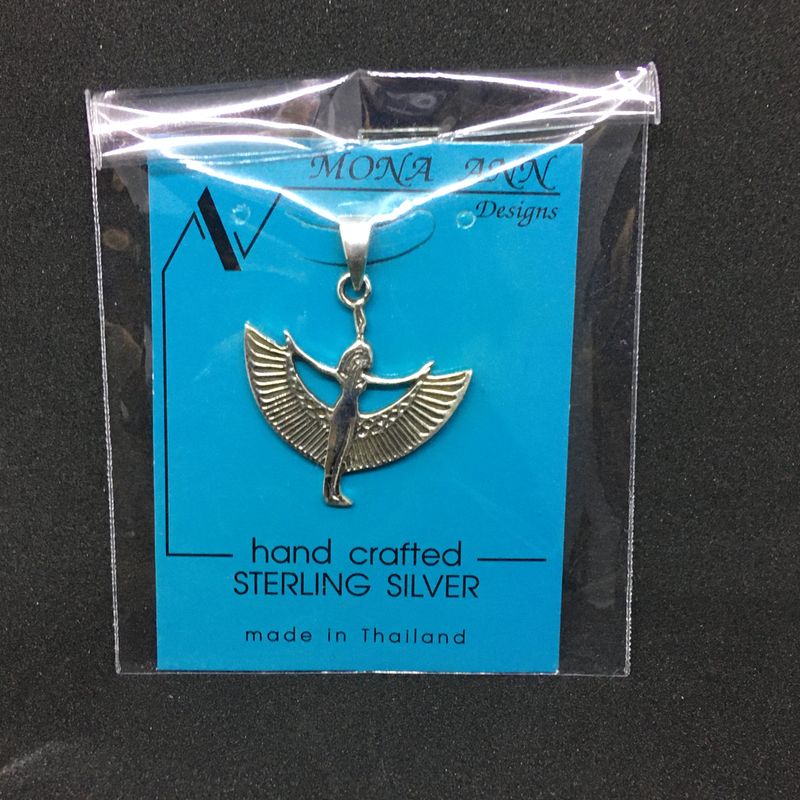 MONA ANN
Designs
hand crafted
STERLING SILVER
made in Thailand